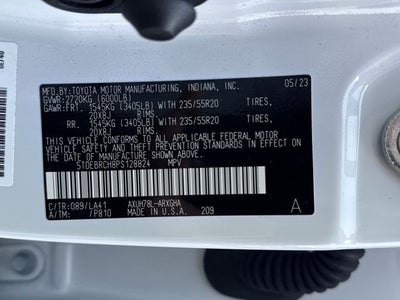 MFD.BY:TOYOTA MOTOR MANUFACTURING, INDIANA, INC.
GVWR:2720KG (6000LB) 05/23
GAWR:FRT. 1545KG (3405LB) WITH 235/55R20 TIRES,
20X8J RIMS,
RR. 1545KG (3405LB) WITH 235/55R20 TIRES,
20X8J RIMS,
THIS VEHICLE CONFORMS TO ALL APPLICABLE FEDERAL MOTOR
VEHICLE SAFETY, BUMPER, AND THEFT PREVENTION STANDARDS
IN EFFECT ON THE DATE OF MANUFACTURE SHOWN ABOVE.
5TDEBRCH8PS128824 MPV
C/TR:089/LA41 AXUH78L-ARXGHA
A/TM: /P810 MADE IN U.S.A. 209 A